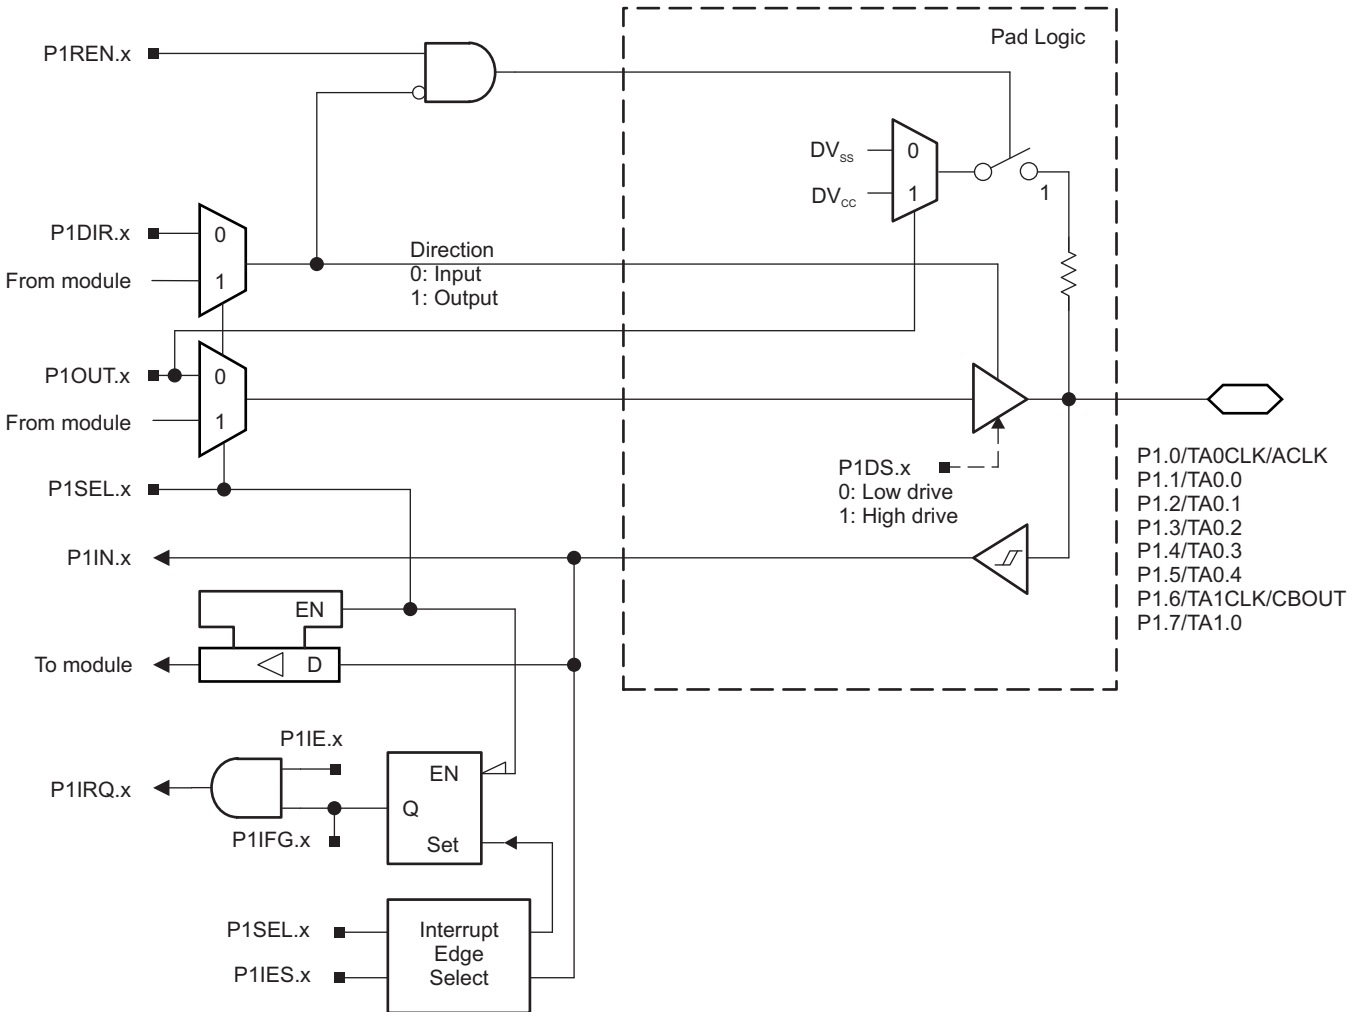 Pad Logic
P1REN.x
DVSS
0
DVCC
1
1
P1DIR.x
0
From module
1
Direction
0: Input
1: Output
P1OUT.x
0
From module
1
P1SEL.x
P1DS.x
0: Low drive
1: High drive
P1.0/TA0CLK/ACLK
P1.1/TA0.0
P1.2/TA0.1
P1.3/TA0.2
P1.4/TA0.3
P1.5/TA0.4
P1.6/TA1CLK/CBOUT
P1.7/TA1.0
P1IN.x
EN
To module
D
P1IE.x
P1IRQ.x
EN
Q
P1IFG.x
Set
P1SEL.x
P1IES.x
Interrupt
Edge
Select